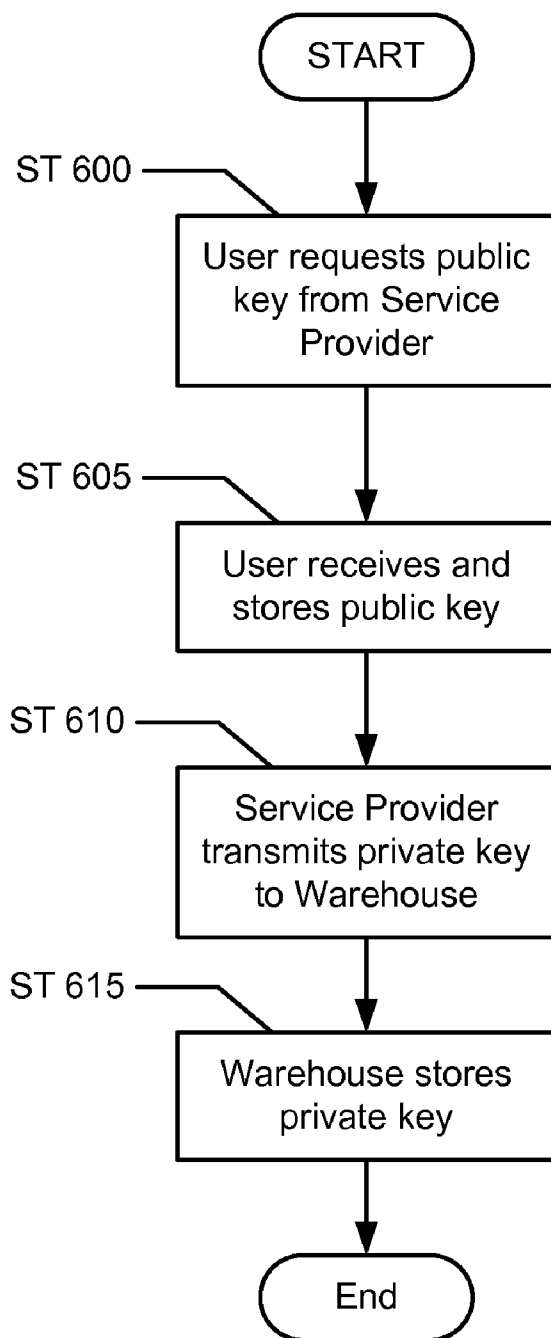 START
ST 600
User requests public
key from Service
Provider
ST 605
User receives and
stores public key
ST 610
Service Provider
transmits private key
to Warehouse
ST 615
Warehouse stores
private key
End